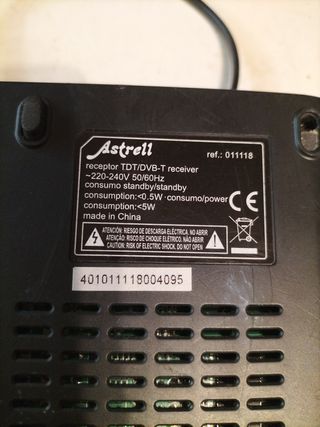 Astrell
ref.: 011118
receptor TDT/DVB-T receiver
~220-240V 50/60Hz
consumo standby/standby
consumption:<0.5W·consumo/power
consumption:<5W
made in China
CE
ATENCIÓN: RIESGO DE DESCARGA ELÉCTRICA, NO ABRIR
ATENÇÃO: RISCO DE CHOQUE ELÉTRICO. NÃO ABRIR
CAUTION: RISK OF ELECTRIC SHOCK. DO NOT OPEN
401011118004095